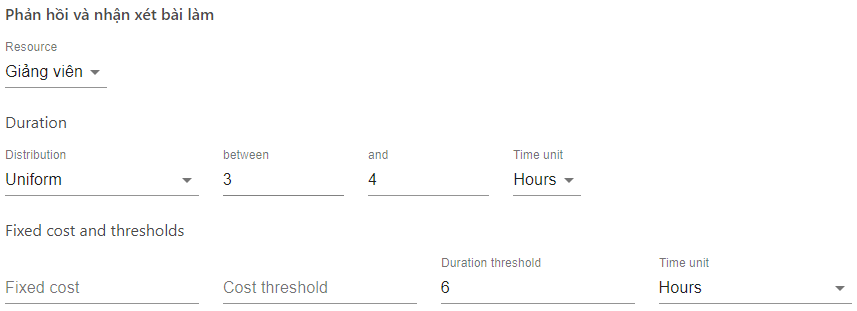 Phản hồi và nhận xét bài làm
Resource
Giảng viên
Duration
Distribution between and Time unit
Uniform 3 4 Hours
Fixed cost and thresholds
Duration threshold Time unit
Fixed cost Cost threshold 6 Hours